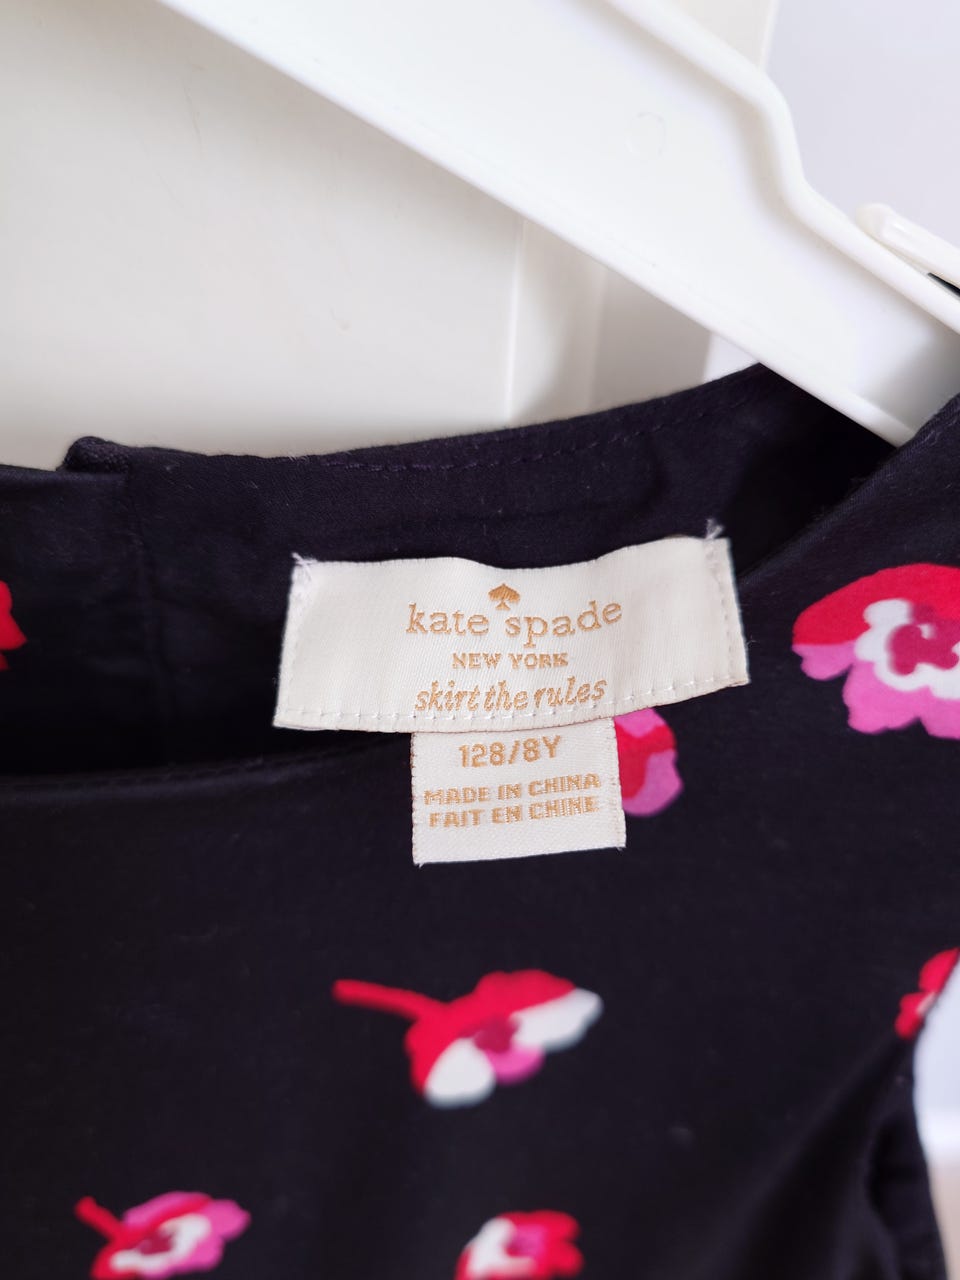 kate spade
NEW YORK
skirt the rules
128/8Y
MADE IN CHINA
FAIT EN CHINE